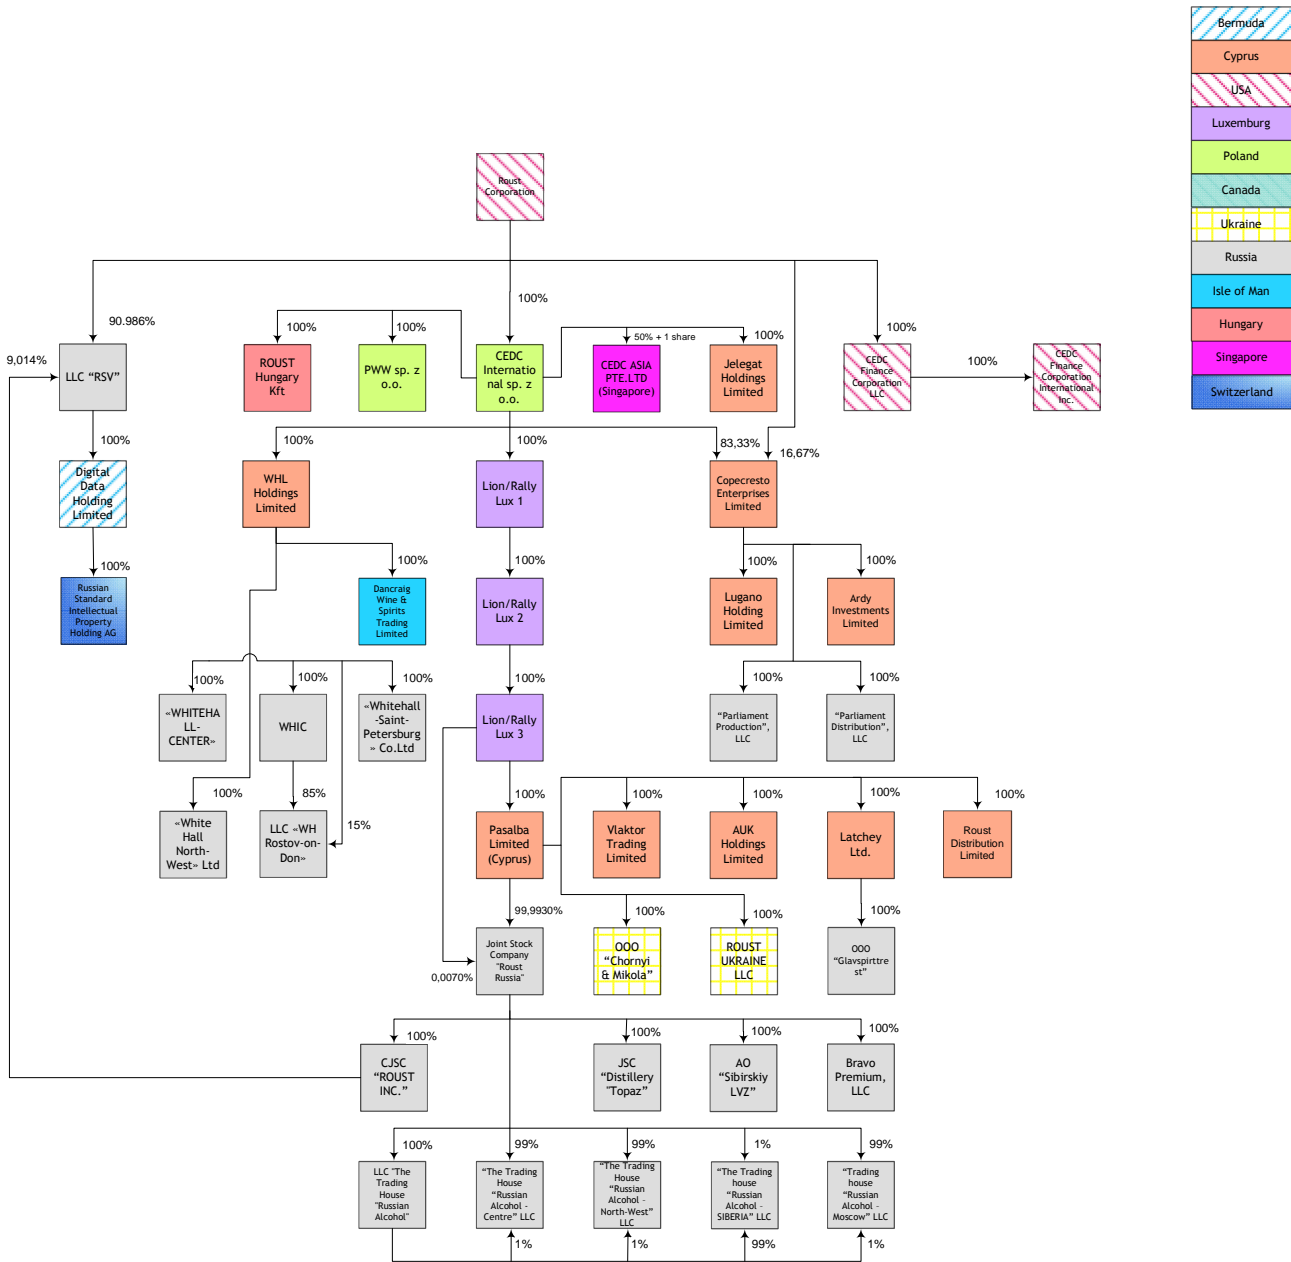 Bermuda
Cyprus
USA
Luxemburg
Poland
Canada
Ukraine
Russia
Isle of Man
Hungary
Singapore
Switzerland
Roust
Corporation
100%
90.986%
100%
100%
100%
50% + 1 share
100%
100%
9,014%
LLC “RSV”
ROUST
Hungary
Kft
PWW sp. z
o.o.
CEDC
Internatio
nal sp. z
o.o.
CEDC ASIA
PTE.LTD
(Singapore)
Jelegat
Holdings
Limited
CEDC
Finance
Corporation
LLC
100%
CEDC
Finance
Corporation
International
Inc.
100%
100%
100%
83,33%
16,67%
Digital
Data
Holding
Limited
WHL
Holdings
Limited
Lion/Rally
Lux 1
Copecresto
Enterprises
Limited
100%
100%
100%
100%
100%
Russian
Standard
Intellectual
Property
Holding AG
Dancraig
Wine &
Spirits
Trading
Limited
Lion/Rally
Lux 2
Lugano
Holding
Limited
Ardy
Investments
Limited
100%
100%
100%
100%
100%
100%
«WHITEHA
LL-
CENTER»
WHIC
«Whitehall
-Saint-
Petersburg
» Co.Ltd
Lion/Rally
Lux 3
“Parliament
Production”,
LLC
“Parliament
Distribution”,
LLC
100%
85%
15%
100%
100%
100%
100%
100%
«White
Hall
North-
West» Ltd
LLC «WH
Rostov-on-
Don»
Pasalba
Limited
(Cyprus)
Vlaktor
Trading
Limited
AUK
Holdings
Limited
Latchey
Ltd.
Roust
Distribution
Limited
99,9930%
100%
100%
100%
Joint Stock
Company
"Roust
Russia"
0,0070%
OOO
“Chornyi
& Mikola”
ROUST
UKRAINE
LLC
OOO
“Glavspirttre
st”
100%
100%
100%
100%
CJSC
“ROUST
INC.”
JSC
“Distillery
"Topaz”
AO
“Sibirskiy
LVZ”
Bravo
Premium,
LLC
100%
99%
99%
1%
99%
LLC "The
Trading
House
"Russian
Alcohol"
“The Trading
House
“Russian
Alcohol -
Centre” LLC
“The Trading
House
“Russian
Alcohol -
North-West”
LLC
“The Trading
house
“Russian
Alcohol -
SIBERIA” LLC
“Trading
house
“Russian
Alcohol –
Moscow” LLC
1%
1%
99%
1%